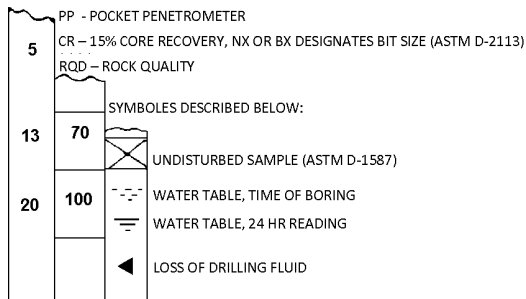 PP - POCKET PENETROMETER
5 CR – 15% CORE RECOVERY, NX OR BX DESIGNATES BIT SIZE (ASTM D-2113)
RQD – ROCK QUALITY
SYMBOLES DESCRIBED BELOW:
13 70
UNDISTURBED SAMPLE (ASTM D-1587)
20 100 WATER TABLE, TIME OF BORING
WATER TABLE, 24 HR READING
LOSS OF DRILLING FLUID